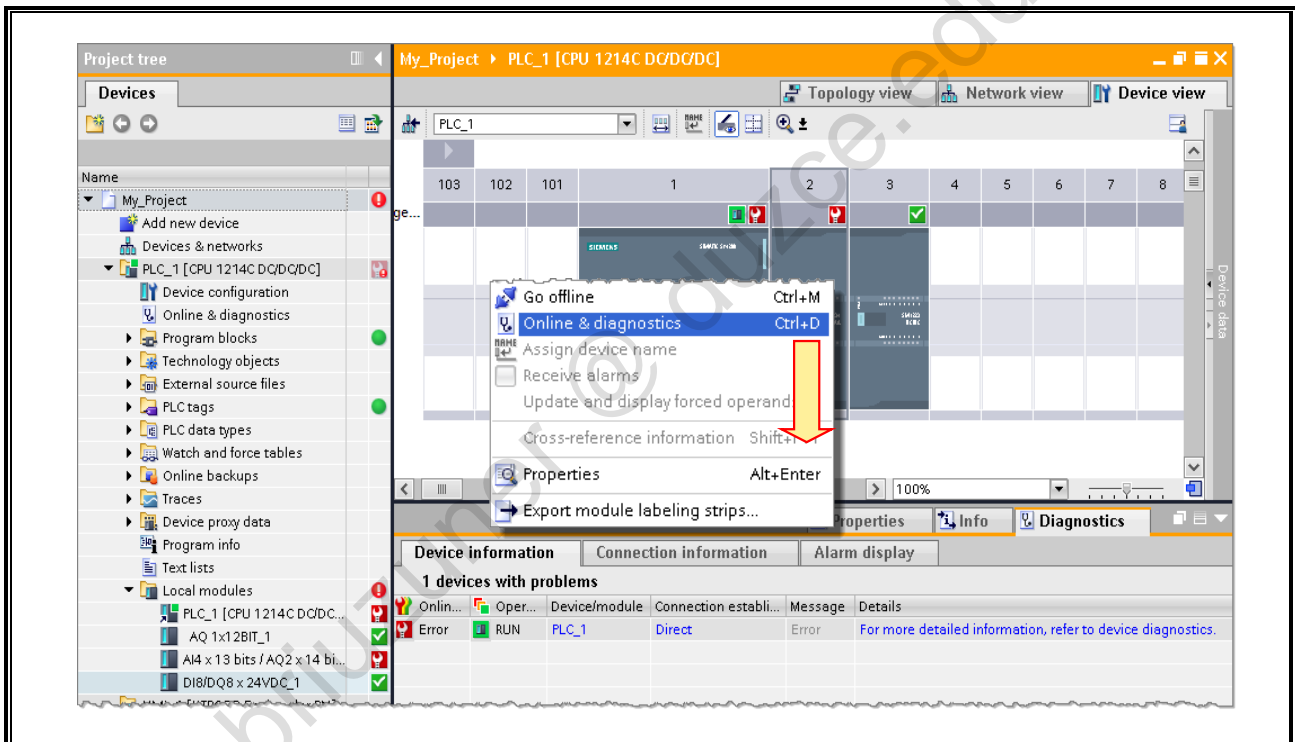 Project tree
My_Project ▸ PLC_1 [CPU 1214C DC/DC/DC]
Devices
Topology view
Network view
Device view
PLC_1
Name
My_Project
Add new device
Devices & networks
PLC_1 [CPU 1214C DC/DC/DC]
Device configuration
Online & diagnostics
Program blocks
Technology objects
External source files
PLC tags
PLC data types
Watch and force tables
Online backups
Traces
Device proxy data
Program info
Text lists
Local modules
PLC_1 [CPU 1214C DC/DC...
AQ 1x12BIT_1
AI4 x 13 bits / AQ2 x 14 bi...
DI8/DQ8 x 24VDC_1
103 102 101 1 2 3 4 5 6 7 8
ge...
SIEMENS
Go offline Ctrl+M
Online & diagnostics Ctrl+D
Assign device name
Receive alarms
Update and display forced operand
Cross-reference information
Properties Alt+Enter
Export module labeling strips...
Device data
100%
Properties
Info
Diagnostics
Device information
Connection information
Alarm display
1 devices with problems
Onlin... Oper... Device/module Connection establi... Message Details
Error RUN PLC_1 Direct Error For more detailed information, refer to device diagnostics.